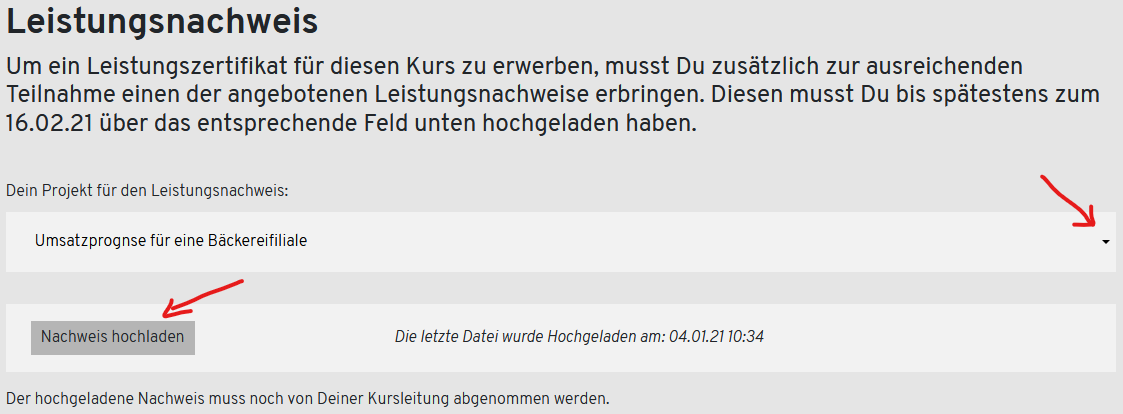 Leistungsnachweis
Um ein Leistungszertifikat für diesen Kurs zu erwerben, musst Du zusätzlich zur ausreichenden
Teilnahme einen der angebotenen Leistungsnachweise erbringen. Diesen musst Du bis spätestens zum
16.02.21 über das entsprechende Feld unten hochgeladen haben.
Dein Projekt für den Leistungsnachweis:
Umsatzprognse für eine Bäckereifiliale
Nachweis hochladen Die letzte Datei wurde Hochgeladen am: 04.01.21 10:34
Der hochgeladene Nachweis muss noch von Deiner Kursleitung abgenommen werden.